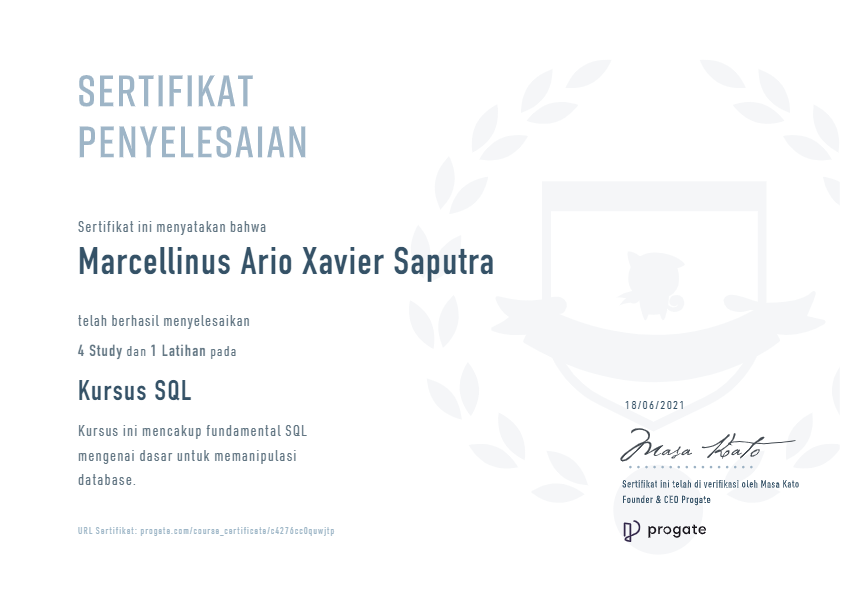 SERTIFIKAT
PENYELESAIAN
Sertifikat ini menyatakan bahwa
Marcellinus Ario Xavier Saputra
telah berhasil menyelesaikan
4 Study dan 1 Latihan pada
Kursus SQL
Kursus ini mencakup fundamental SQL
mengenai dasar untuk memanipulasi
database.
URL Sertifikat: progate.com/course_certificate/c4276cc0quwjtp
18/06/2021
Masa Kato
Sertifikat ini telah di verifikasi oleh Masa Kato
Founder & CEO Progate
progate